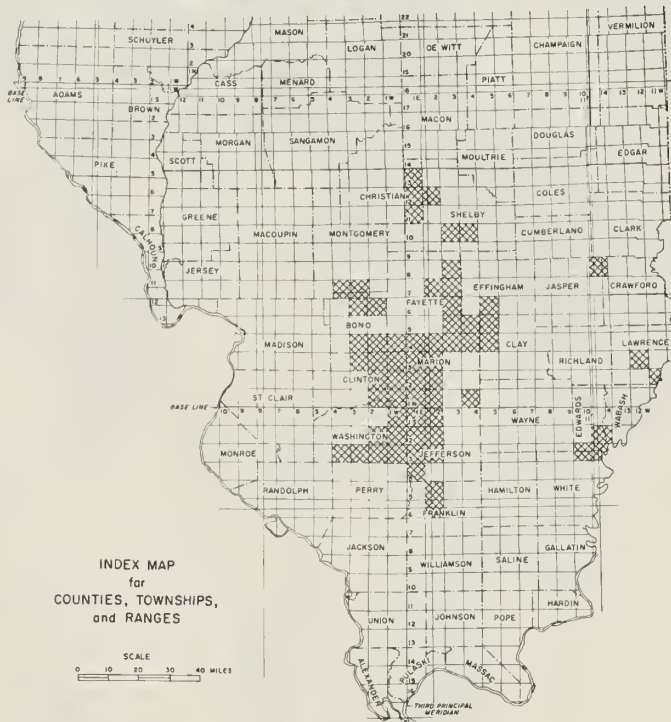 VERMILION
MASON
SCHUYLER
LOGAN
DE WITT
CHAMPAIGN
CASS
MENARD
PIATT
BASE LINE
ADAMS
BROWN
MACON
MORGAN
SANGAMON
DOUGLAS
EDGAR
PIKE
SCOTT
MOULTRIE
CHRISTIAN
COLES
GREENE
SHELBY
MACOUPIN
MONTGOMERY
CUMBERLAND
CLARK
CALHOUN
JERSEY
FAYETTE
EFFINGHAM
JASPER
CRAWFORD
BOND
MADISON
CLAY
LAWRENCE
MARION
RICHLAND
CLINTON
ST CLAIR
BASE LINE
WAYNE
EDWARDS
WABASH
WASHINGTON
MONROE
JEFFERSON
RANDOLPH
PERRY
HAMILTON
WHITE
FRANKLIN
JACKSON
GALLATIN
WILLIAMSON
SALINE
INDEX MAP
for
COUNTIES, TOWNSHIPS,
and RANGES
HARDIN
UNION
JOHNSON
POPE
SCALE
0 10 20 30 40 MILES
ALEXANDER
PULASKI
MASSAC
THIRD PRINCIPAL
MERIDIAN